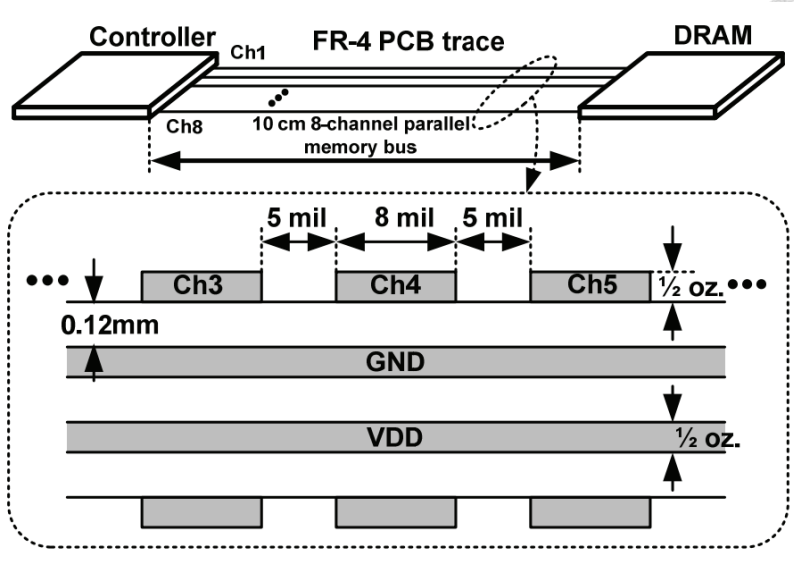 Controller
FR-4 PCB trace
DRAM
Ch1
Ch8
10 cm 8-channel parallel
memory bus
5 mil
8 mil
5 mil
Ch3
Ch4
Ch5
½ oz.
0.12mm
GND
VDD
½ oz.